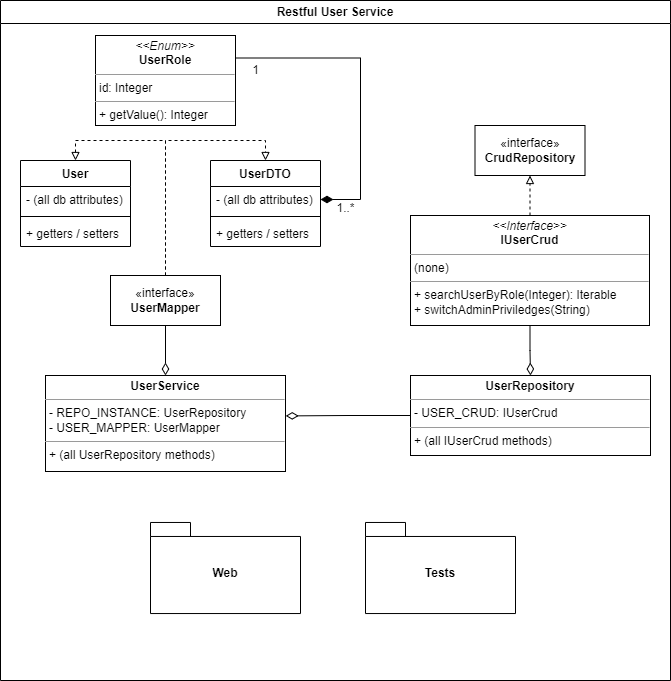 Restful User Service
<<Enum>>
UserRole
id: Integer
+ getValue(): Integer
1
1..*
User
- (all db attributes)
+ getters / setters
UserDTO
- (all db attributes)
+ getters / setters
«interface»
CrudRepository
<<Interface>>
IUserCrud
(none)
+ searchUserByRole(Integer): Iterable
+ switchAdminPriviledges(String)
«interface»
UserMapper
UserService
- REPO_INSTANCE: UserRepository
- USER_MAPPER: UserMapper
+ (all UserRepository methods)
UserRepository
- USER_CRUD: IUserCrud
+ (all IUserCrud methods)
Web
Tests